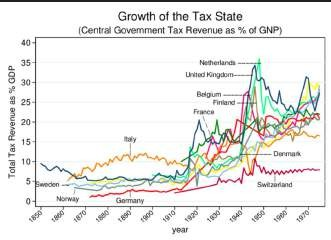 Growth of the Tax State
(Central Government Tax Revenue as % of GNP)
Total Tax Revenue as % GDP
40
35
30
25
20
15
10
5
0
Netherlands
United Kingdom
Belgium
Finland
France
Italy
Denmark
Sweden
Switzerland
Norway
Germany
1850
1860
1870
1880
1890
1900
1910
1920
1930
1940
1950
1960
1970
year